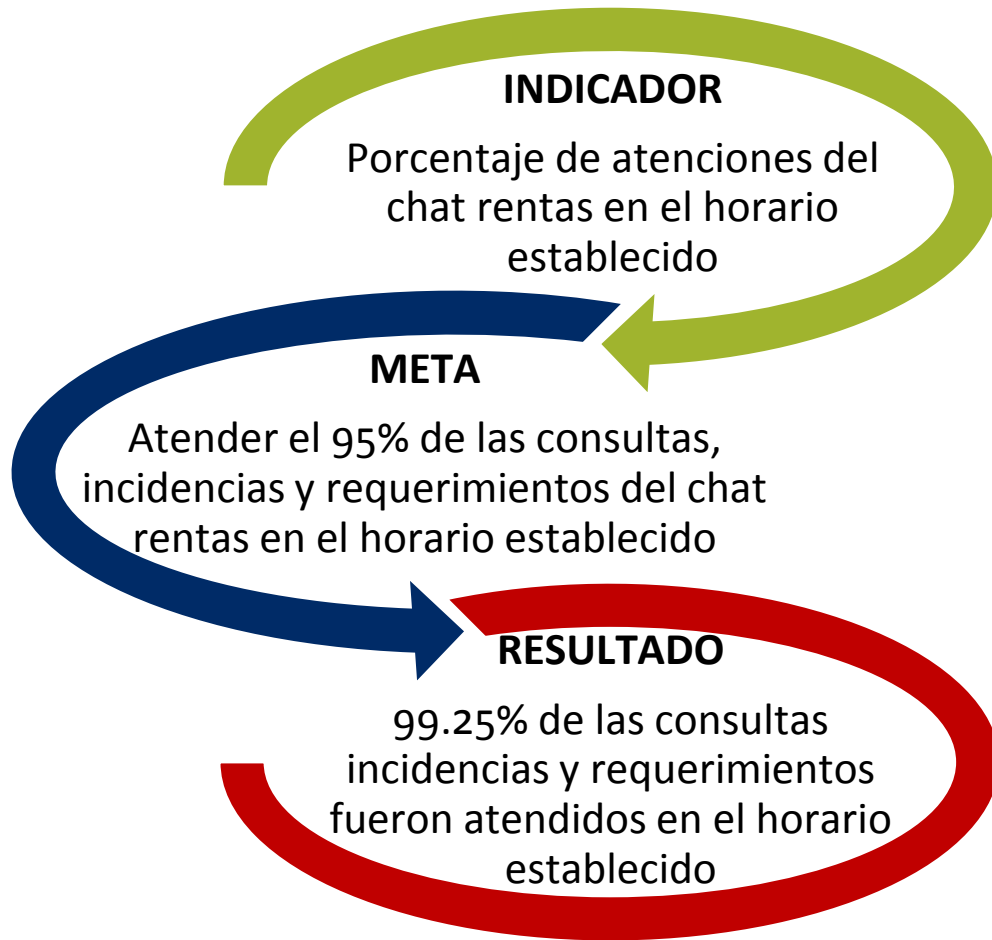 INDICADOR
Porcentaje de atenciones del
chat rentas en el horario
establecido
META
Atender el 95% de las consultas,
incidencias y requerimientos del chat
rentas en el horario establecido
RESULTADO
99.25% de las consultas
incidencias y requerimientos
fueron atendidos en el horario
establecido